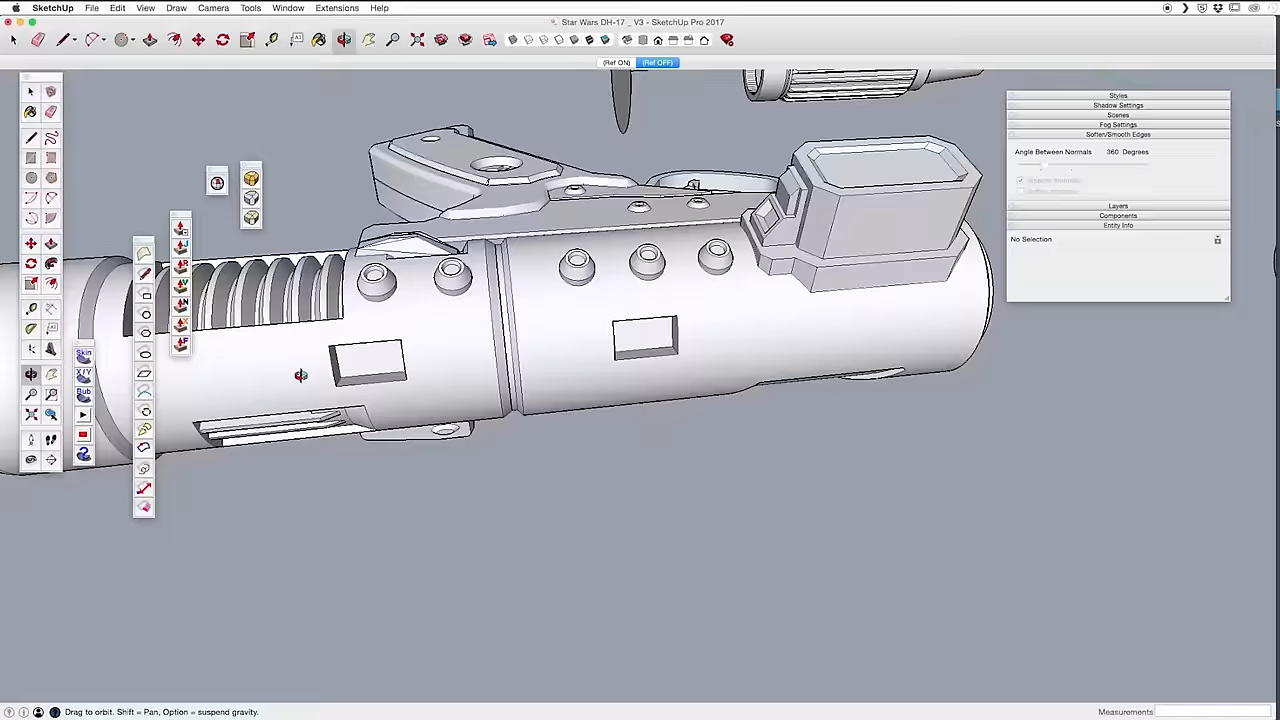 SketchUp File Edit View Draw Camera Tools Window Extensions Help
Star Wars DH-17 _ V3 - SketchUp Pro 2017
(Ref ON) (Ref OFF)
Styles
Shadow Settings
Scenes
Fog Settings
Soften/Smooth Edges
Angle Between Normals 360 Degrees
Layers
Components
Entity Info
No Selection
Skin
X/Y
Bub
Drag to orbit. Shift = Pan, Option = suspend gravity.
Measurements